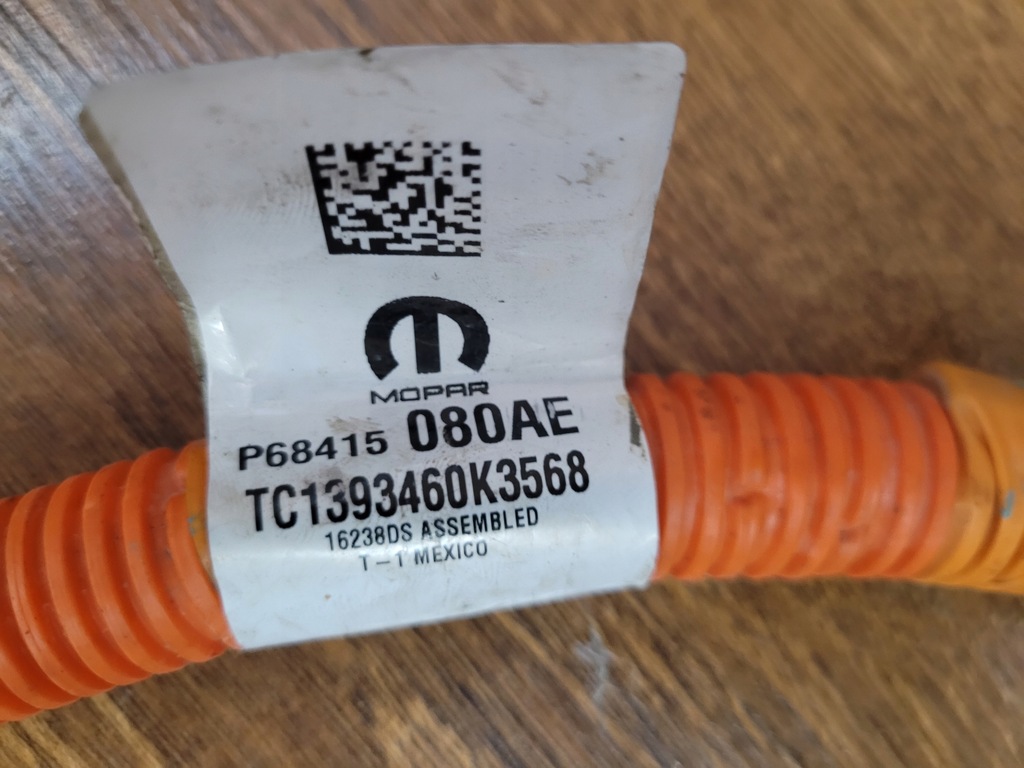 MOPAR
P68415 080AE
TC1393460K3568
16238DS ASSEMBLED
T-1 MEXICO